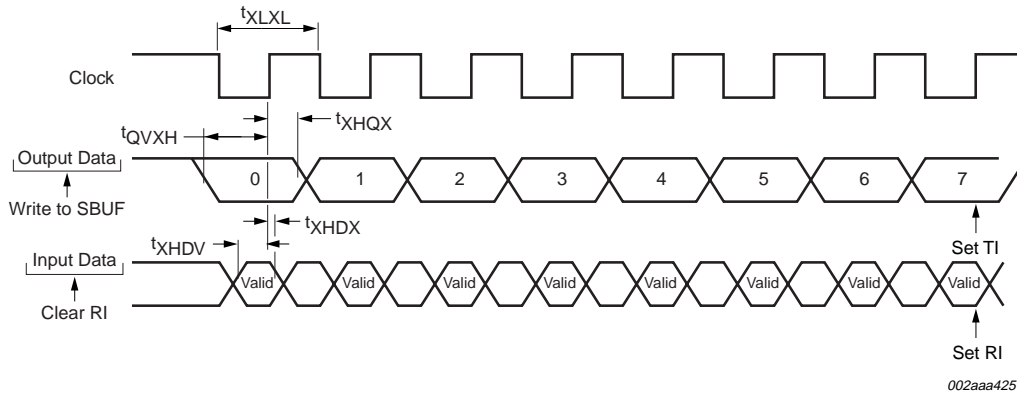 tXLXL
Clock
tQVXH
tXHQX
Output Data
0 1 2 3 4 5 6 7
Write to SBUF
tXHDX
Set TI
tXHDV
Input Data
Valid Valid Valid Valid Valid Valid Valid Valid
Clear RI
Set RI
002aaa425